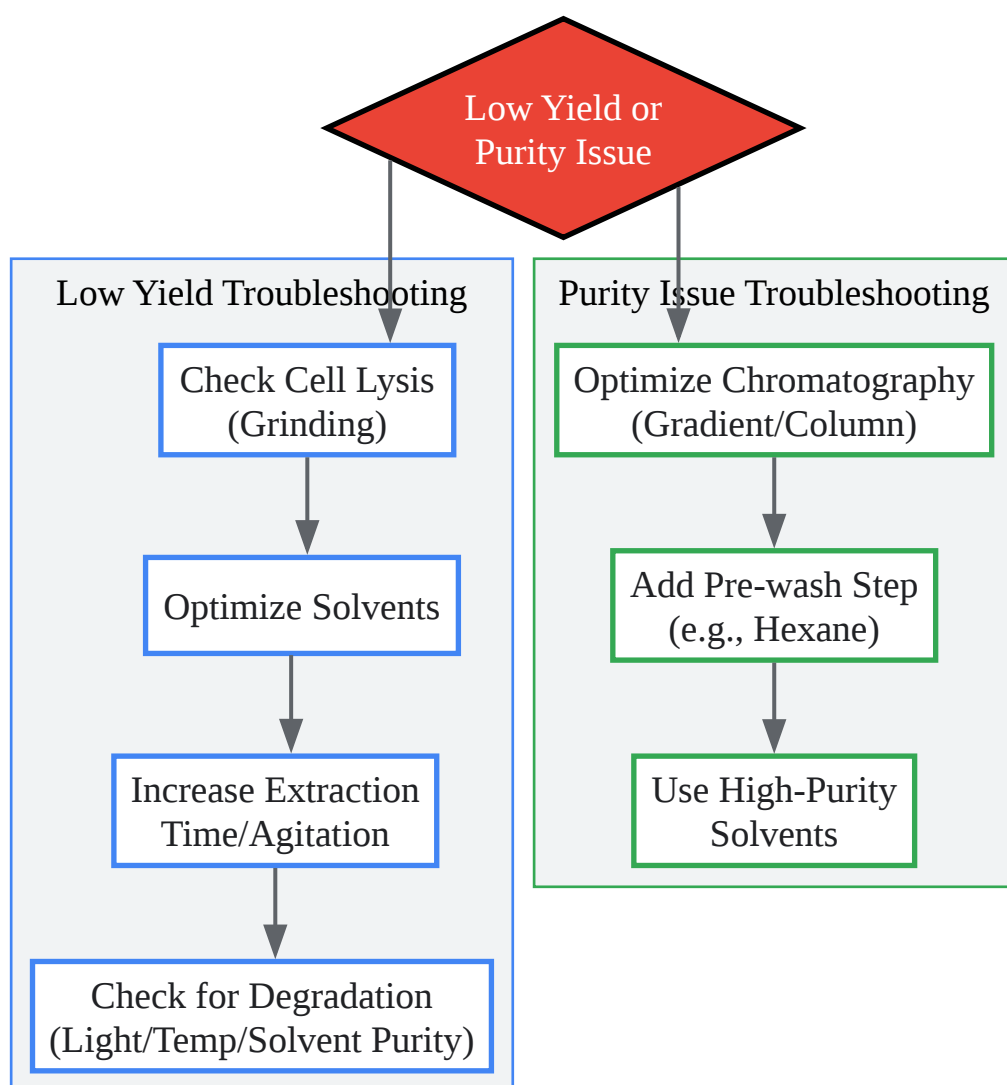 Low Yield or
Purity Issue
Low Yield Troubleshooting
Check Cell Lysis
(Grinding)
Optimize Solvents
Increase Extraction
Time/Agitation
Check for Degradation
(Light/Temp/Solvent Purity)
Purity Issue Troubleshooting
Optimize Chromatography
(Gradient/Column)
Add Pre-wash Step
(e.g., Hexane)
Use High-Purity
Solvents